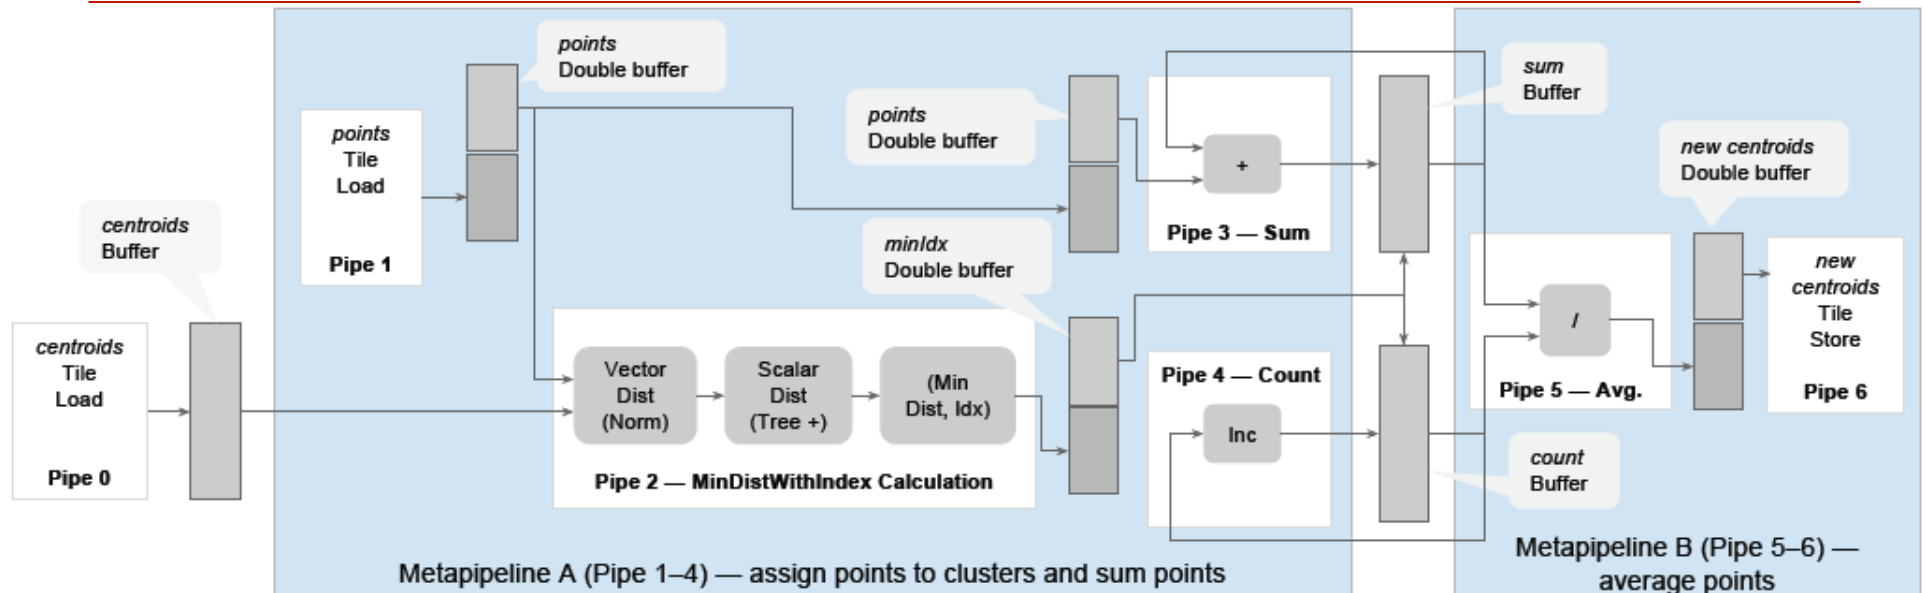 centroids
Tile
Load
Pipe 0
centroids
Buffer
points
Tile
Load
Pipe 1
points
Double buffer
Vector
Dist
(Norm)
Scalar
Dist
(Tree +)
(Min
Dist, Idx)
Pipe 2 — MinDistWithIndex Calculation
points
Double buffer
minIdx
Double buffer
+
Pipe 3 — Sum
Pipe 4 — Count
Inc
sum
Buffer
count
Buffer
Metapipeline A (Pipe 1–4) — assign points to clusters and sum points
/
Pipe 5 — Avg.
new centroids
Double buffer
new
centroids
Tile
Store
Pipe 6
Metapipeline B (Pipe 5–6) —
average points